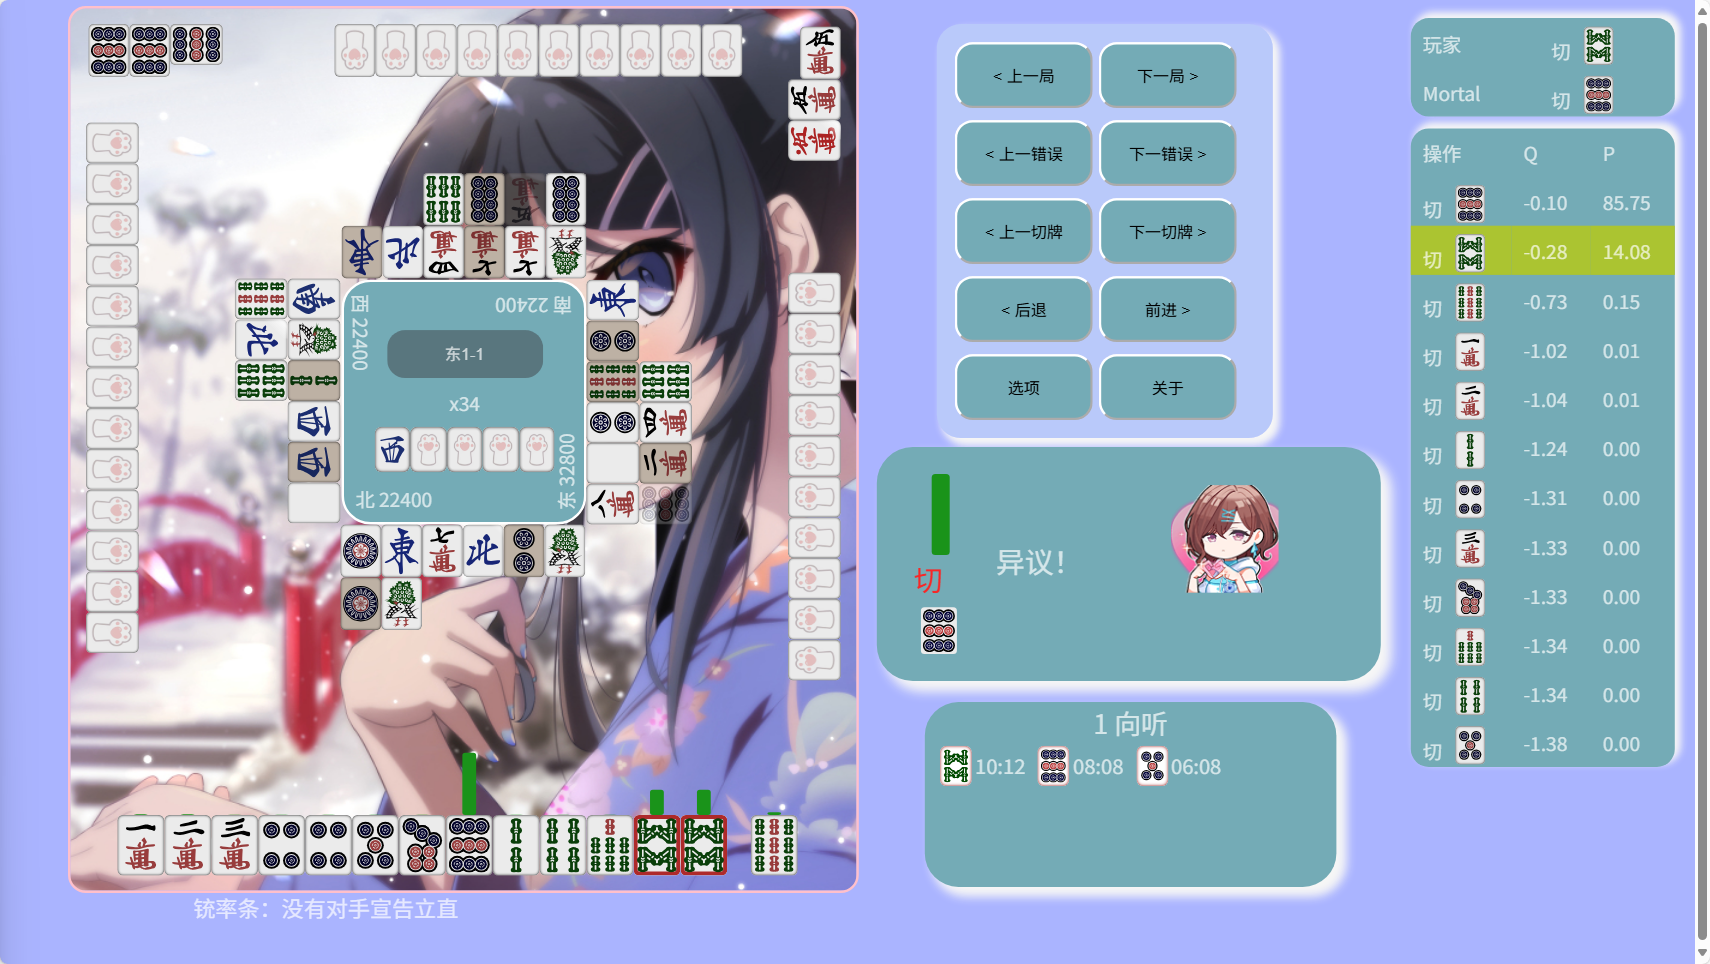 < 上一局
下一局 >
< 上一错误
下一错误 >
< 上一切牌
下一切牌 >
< 后退
前进 >
选项
关于
玩家 切
Mortal 切
操作 Q P
切 -0.10 85.75
切 -0.28 14.08
切 -0.73 0.15
切 -1.02 0.01
切 -1.04 0.01
切 -1.24 0.00
切 -1.31 0.00
切 -1.33 0.00
切 -1.33 0.00
切 -1.34 0.00
切 -1.34 0.00
切 -1.38 0.00
南 22400
西 22400
东1-1
x34
北 22400
东 32800
切
异议！
1 向听
10:12 08:08 06:08
铳率条：没有对手宣告立直